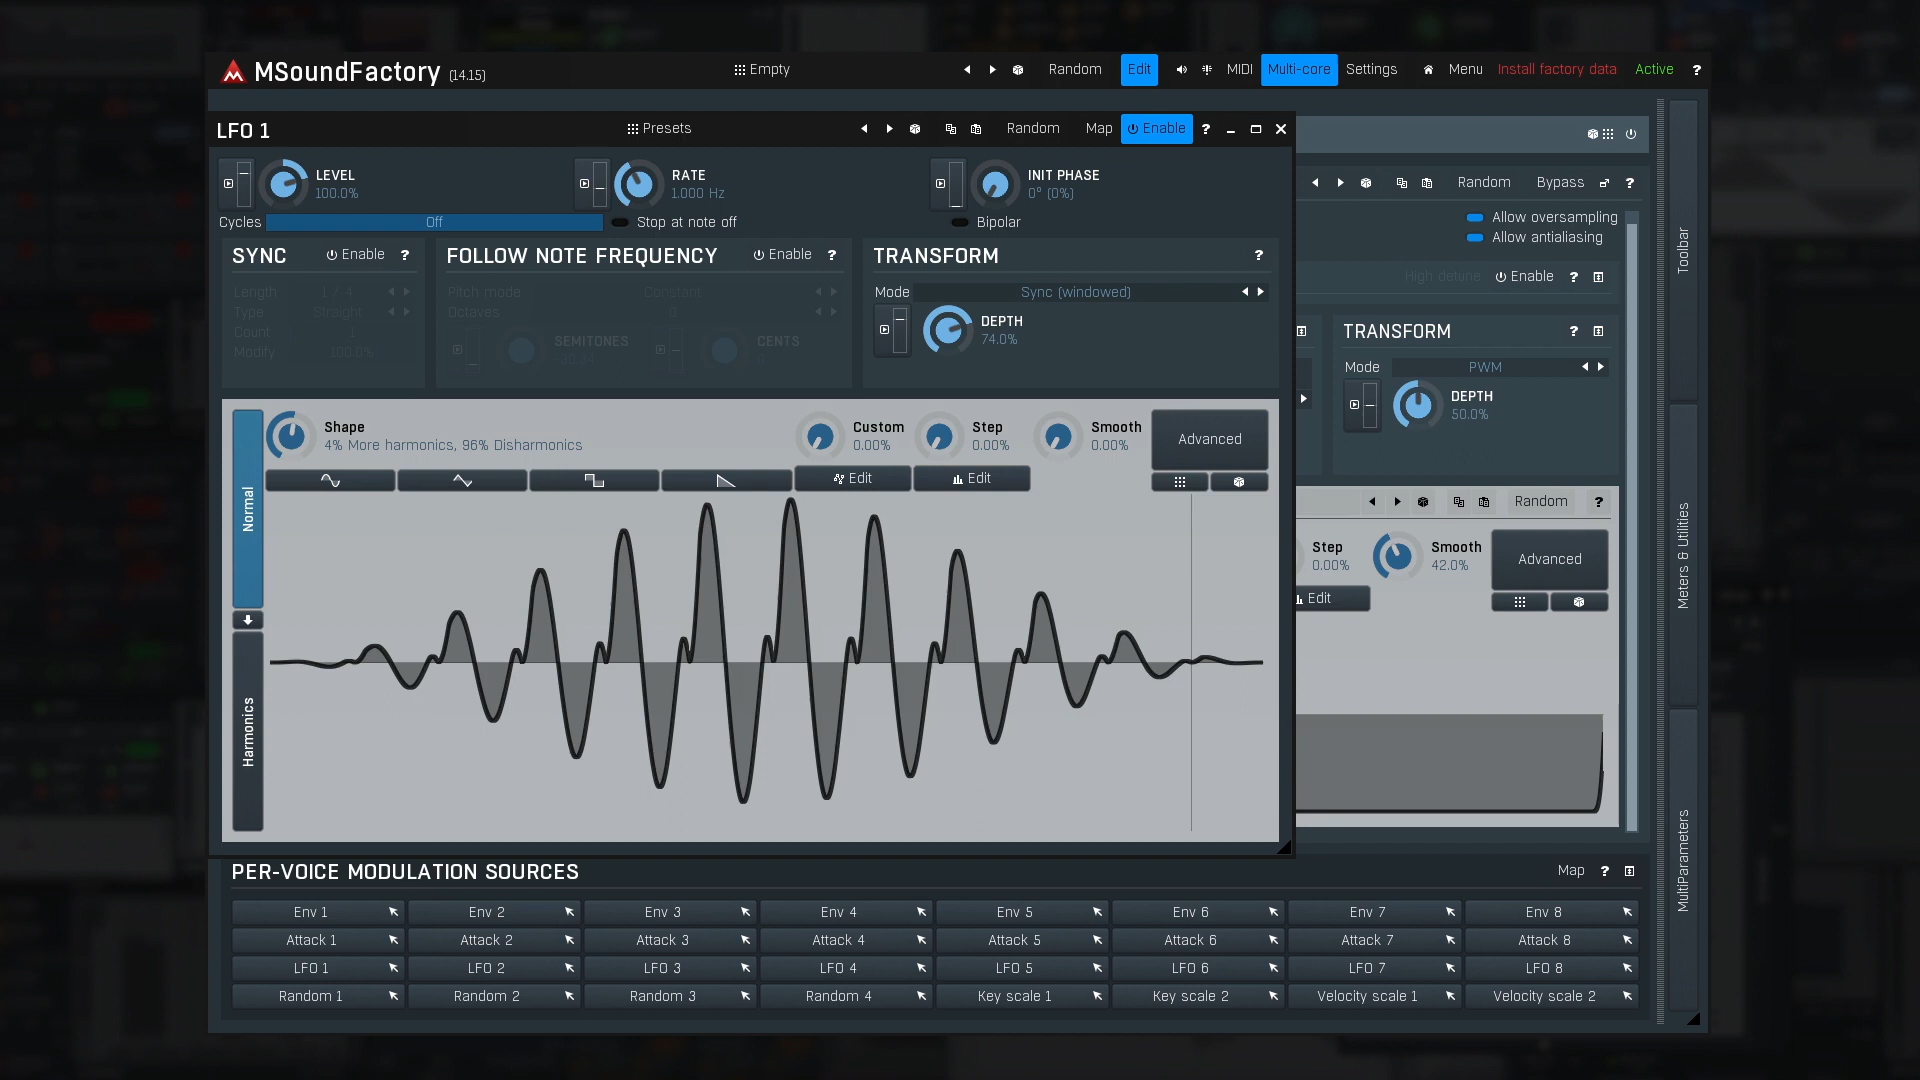 MSoundFactory (14.15) Empty Random Edit MIDI Multi-core Settings Menu Install factory data Active ?
LFO 1 Presets Random Map Enable ?
LEVEL
100.0%
RATE
1.000 Hz
INIT PHASE
0° (0%)
Cycles Off Stop at note off Bipolar
SYNC Enable ?
Length 1 / 4
Type Straight
Count 1
Modify 100.0%
FOLLOW NOTE FREQUENCY Enable ?
Pitch mode Constant
Octaves 0
SEMITONES
CENTS
TRANSFORM ?
Mode Sync (windowed)
DEPTH
74.0%
Normal
Harmonics
Shape
4% More harmonics, 96% Disharmonics
Custom
0.00%
Step
0.00%
Smooth
0.00%
Advanced
Edit Edit
Random Bypass ?
Allow oversampling
Allow antialiasing
High detune Enable ?
TRANSFORM ?
Mode PWM
DEPTH
50.0%
Random ?
Step
0.00%
Smooth
42.0%
Advanced
Edit
Toolbar
Meters & Utilities
MultiParameters
PER-VOICE MODULATION SOURCES Map ?
Env 1 Env 2 Env 3 Env 4 Env 5 Env 6 Env 7 Env 8
Attack 1 Attack 2 Attack 3 Attack 4 Attack 5 Attack 6 Attack 7 Attack 8
LFO 1 LFO 2 LFO 3 LFO 4 LFO 5 LFO 6 LFO 7 LFO 8
Random 1 Random 2 Random 3 Random 4 Key scale 1 Key scale 2 Velocity scale 1 Velocity scale 2